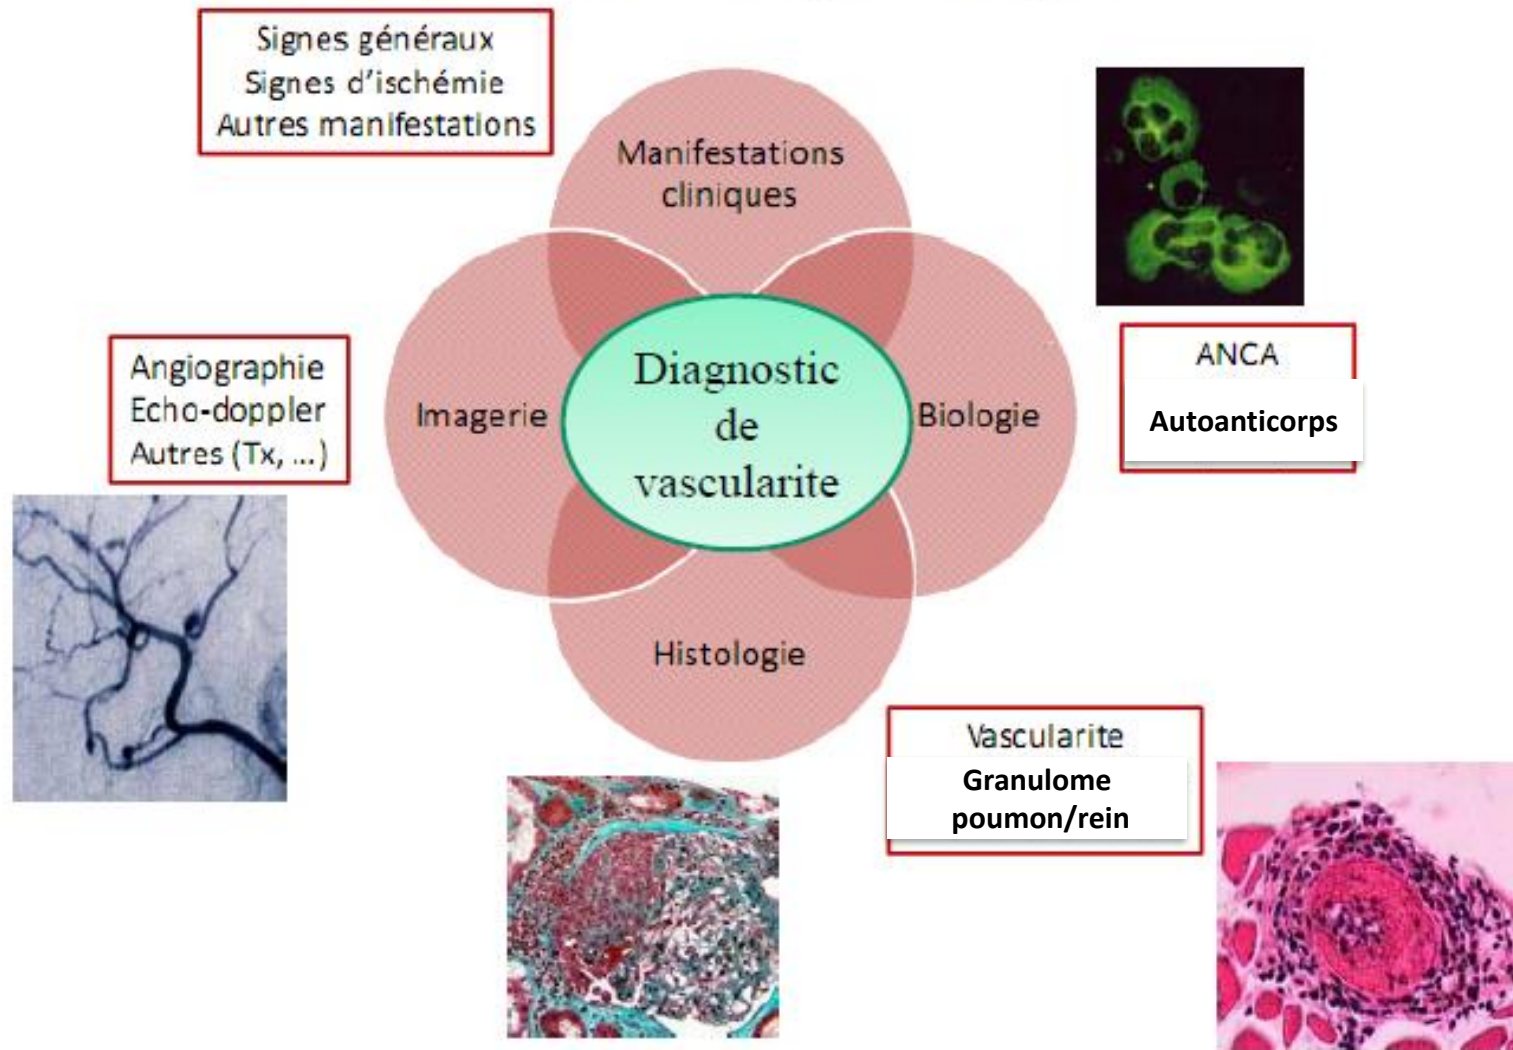 Signes généraux
Signes d'ischémie
Autres manifestations
Manifestations
cliniques
Angiographie
Echo-doppler
Autres (Tx, ...)
Imagerie
Diagnostic
de
vascularite
Biologie
ANCA
Autoanticorps
Histologie
Vascularite
Granulome
poumon/rein